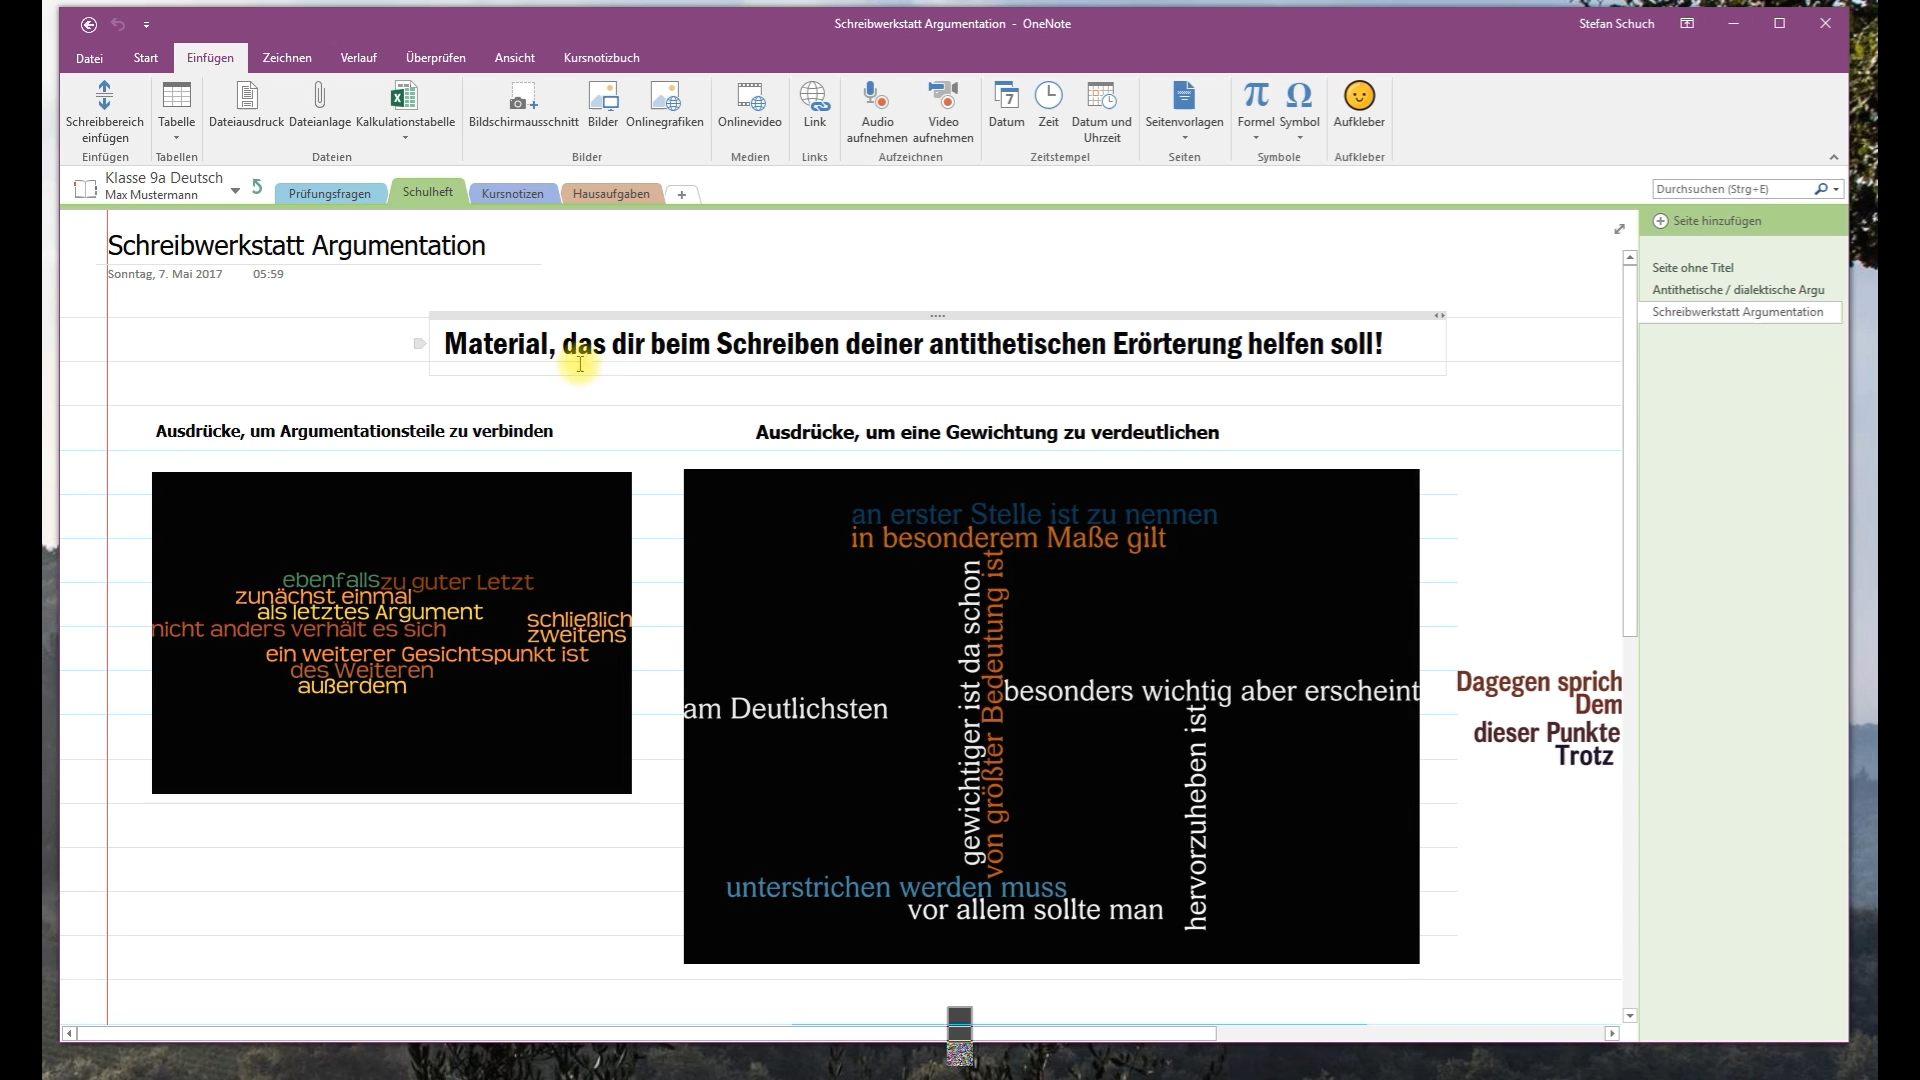 Schreibwerkstatt Argumentation - OneNote
Stefan Schuch
Datei Start Einfügen Zeichnen Verlauf Überprüfen Ansicht Kursnotizbuch
Schreibbereich einfügen
Tabelle
Dateiausdruck Dateianlage Kalkulationstabelle
Bildschirmausschnitt Bilder Onlinegrafiken
Onlinevideo
Link
Audio aufnehmen
Video aufnehmen
Datum Zeit Datum und Uhrzeit
Seitenvorlagen
Formel Symbol
Aufkleber
Einfügen Tabellen Dateien Bilder Medien Links Aufzeichnen Zeitstempel Seiten Symbole Aufkleber
Klasse 9a Deutsch
Max Mustermann
Prüfungsfragen Schulheft Kursnotizen Hausaufgaben +
Durchsuchen (Strg+E)
Seite hinzufügen
Seite ohne Titel
Antithetische / dialektische Argu
Schreibwerkstatt Argumentation
Schreibwerkstatt Argumentation
Sonntag, 7. Mai 2017 05:59
Material, das dir beim Schreiben deiner antithetischen Erörterung helfen soll!
Ausdrücke, um Argumentationsteile zu verbinden
ebenfalls
zu guter Letzt
zunächst einmal
als letztes Argument
schließlich
nicht anders verhält es sich
zweitens
ein weiterer Gesichtspunkt ist
des Weiteren
außerdem
Ausdrücke, um eine Gewichtung zu verdeutlichen
an erster Stelle ist zu nennen
in besonderem Maße gilt
gewichtiger ist da schon
von größter Bedeutung ist
besonders wichtig aber erscheint
am Deutlichsten
hervorzuheben ist
unterstrichen werden muss
vor allem sollte man
Dagegen sprich
Dem
dieser Punkte
Trotz